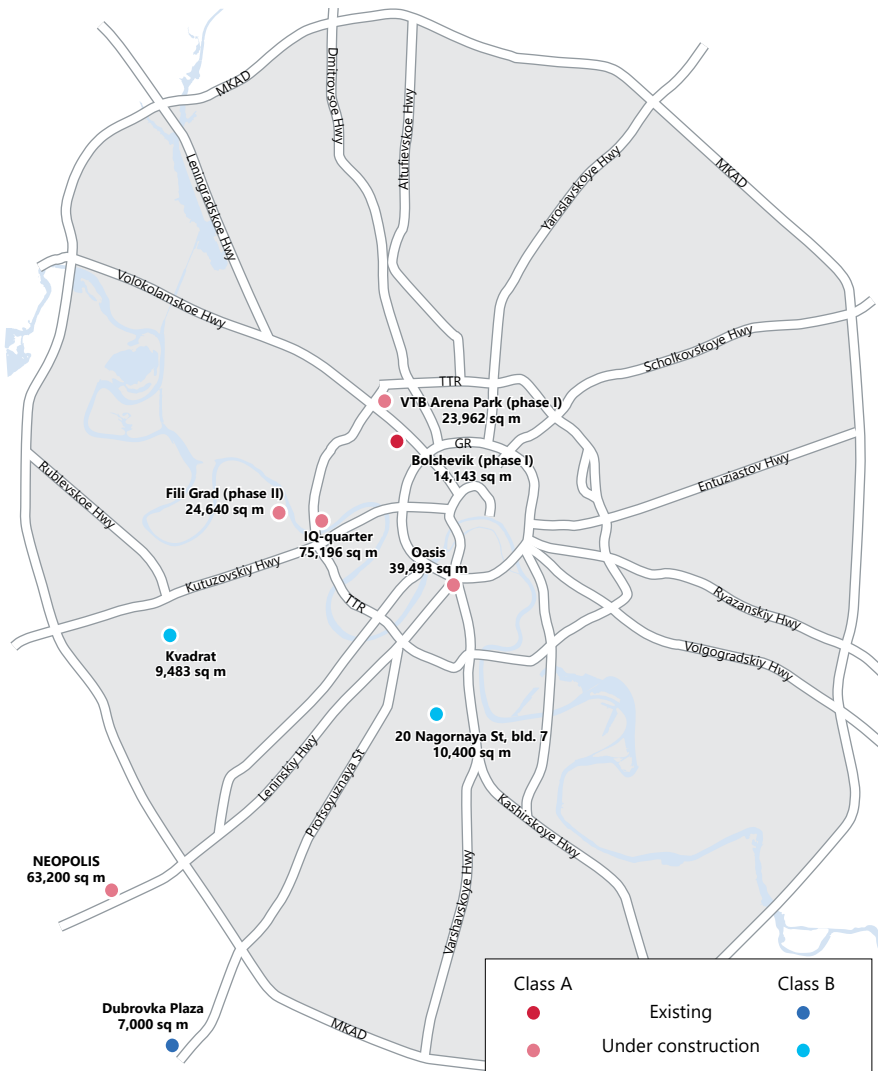 MKAD
Dmitrovsoe Hwy
Altufievskoe Hwy
Leningradskoe Hwy
Yaroslavskoye Hwy
MKAD
Volokolamskoe Hwy
Scholkovskoye Hwy
TTR
VTB Arena Park (phase I)
23,962 sq m
GR
Bolshevik (phase I)
14,143 sq m
Entuziastov Hwy
Rublevskoe Hwy
Fili Grad (phase II)
24,640 sq m
IQ-quarter
75,196 sq m
Oasis
39,493 sq m
Kutuzovskiy Hwy
TTR
Ryazanskiy Hwy
Volgogradskiy Hwy
Kvadrat
9,483 sq m
20 Nagornaya St, bld. 7
10,400 sq m
Leninskiy Hwy
Profsoyuznaya St
Kashirskoye Hwy
Varshavskoye Hwy
NEOPOLIS
63,200 sq m
Dubrovka Plaza
7,000 sq m
MKAD
Class A
Class B
Existing
Under construction